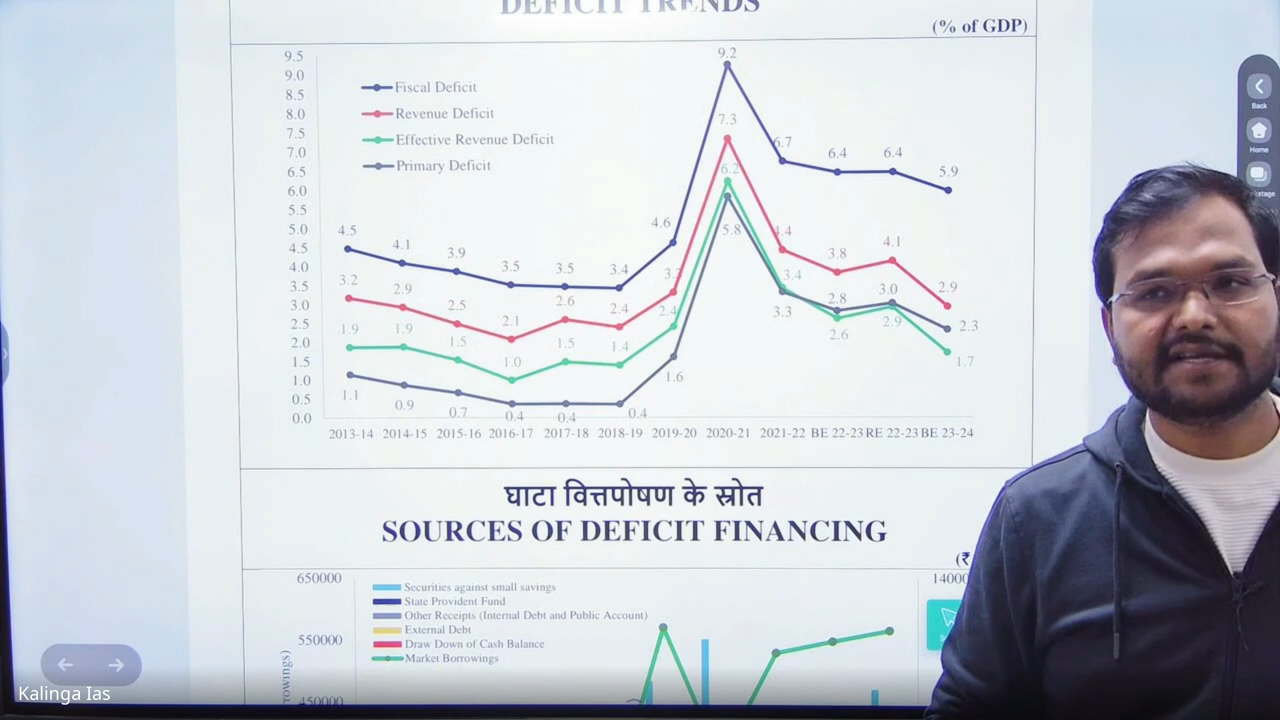 DEFICIT TRENDS
(% of GDP)
9.5
9.0
8.5
8.0
7.5
7.0
6.5
6.0
5.5
5.0
4.5
4.0
3.5
3.0
2.5
2.0
1.5
1.0
0.5
0.0
Fiscal Deficit
Revenue Deficit
Effective Revenue Deficit
Primary Deficit
4.5 4.1 3.9 3.5 3.5 3.4 4.6 9.2 6.7 6.4 6.4 5.9
3.2 2.9 2.5 2.1 2.6 2.4 3.3 7.3 4.4 3.8 4.1 2.9
1.9 1.9 1.5 1.0 1.5 1.4 2.4 6.2 3.4 2.6 2.9 1.7
1.1 0.9 0.7 0.4 0.4 0.4 1.6 5.8 3.3 2.8 3.0 2.3
2013-14 2014-15 2015-16 2016-17 2017-18 2018-19 2019-20 2020-21 2021-22 BE 22-23 RE 22-23 BE 23-24
घाटा वित्तपोषण के स्रोत
SOURCES OF DEFICIT FINANCING
(₹
650000
550000
450000
Securities against small savings
State Provident Fund
Other Receipts (Internal Debt and Public Account)
External Debt
Draw Down of Cash Balance
Market Borrowings
Back
Home
Kalinga Ias